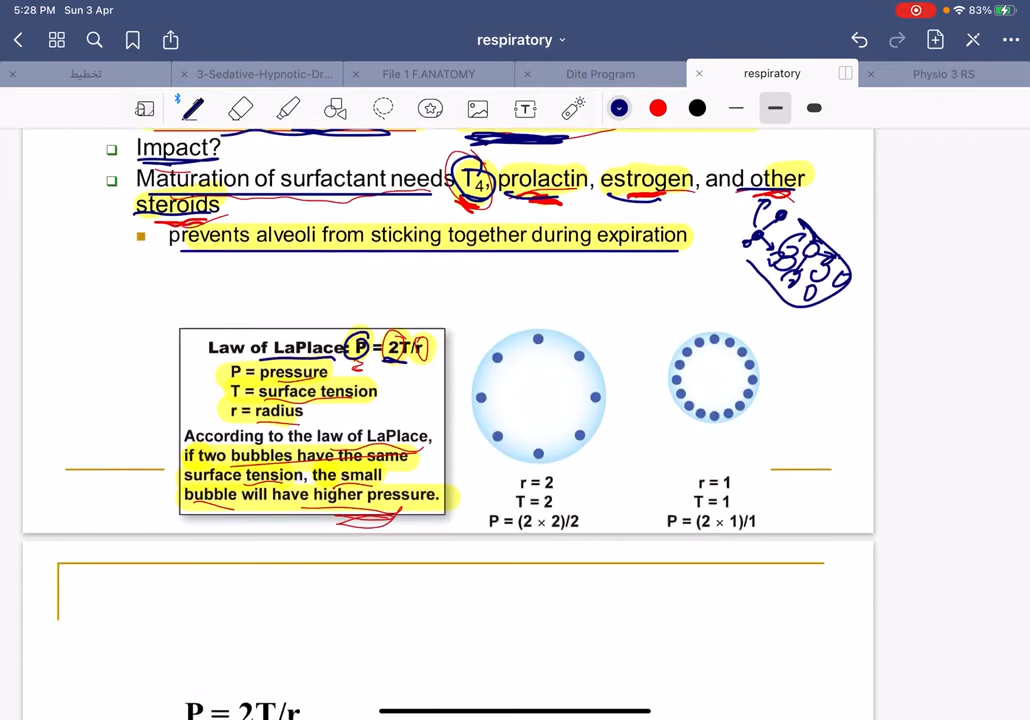 5:28 PM Sun 3 Apr
83%
respiratory
تخطيط
3-Sedative-Hypnotic-Dr...
File 1 F.ANATOMY
Dite Program
respiratory
Physio 3 RS
Impact?
Maturation of surfactant needs T4, prolactin, estrogen, and other
steroids
prevents alveoli from sticking together during expiration
Law of LaPlace: P = 2T/r
P = pressure
T = surface tension
r = radius
According to the law of LaPlace,
if two bubbles have the same
surface tension, the small
bubble will have higher pressure.
r = 2
T = 2
P = (2 × 2)/2
r = 1
T = 1
P = (2 × 1)/1
P = 2T/r